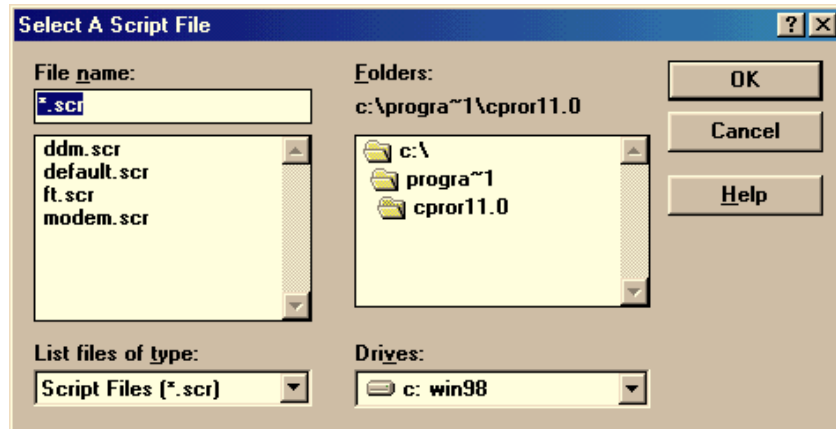 Select A Script File
File name:
*.scr
ddm.scr
default.scr
ft.scr
modem.scr
List files of type:
Script Files (*.scr)
Folders:
c:\progra~1\cpror11.0
c:\
progra~1
cpror11.0
Drives:
c: win98
OK
Cancel
Help